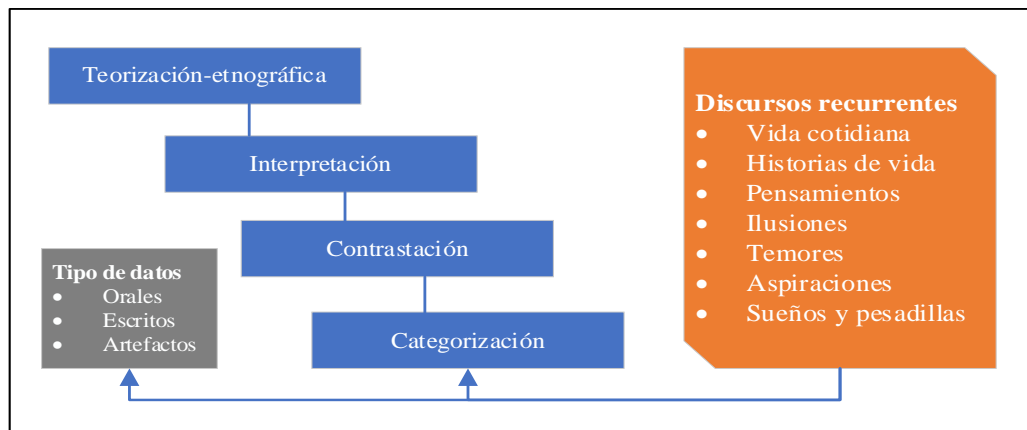 Teorización-etnográfica
Interpretación
Contrastación
Categorización
Tipo de datos
• Orales
• Escritos
• Artefactos
Discursos recurrentes
• Vida cotidiana
• Historias de vida
• Pensamientos
• Ilusiones
• Temores
• Aspiraciones
• Sueños y pesadillas